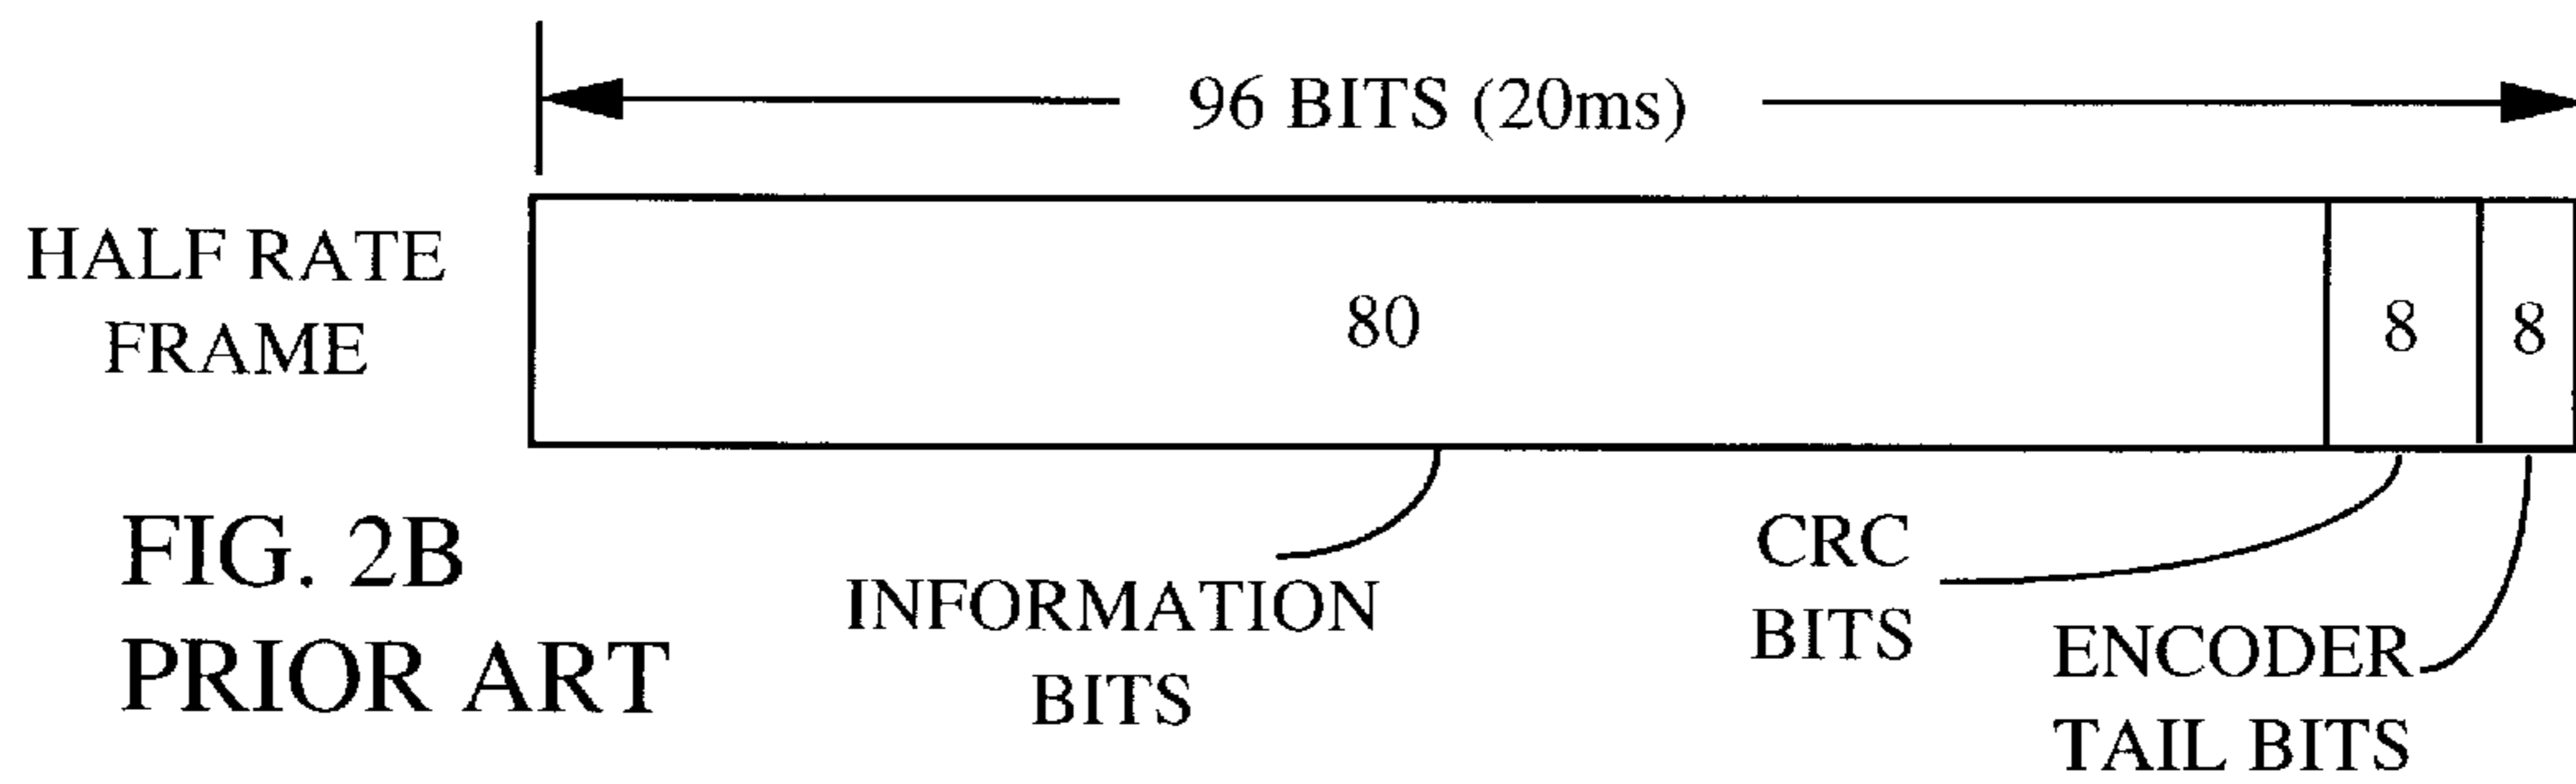 96 BITS (20ms)
HALF RATE
FRAME
80
8
8
FIG. 2B
PRIOR ART
INFORMATION
BITS
CRC
BITS
ENCODER
TAIL BITS